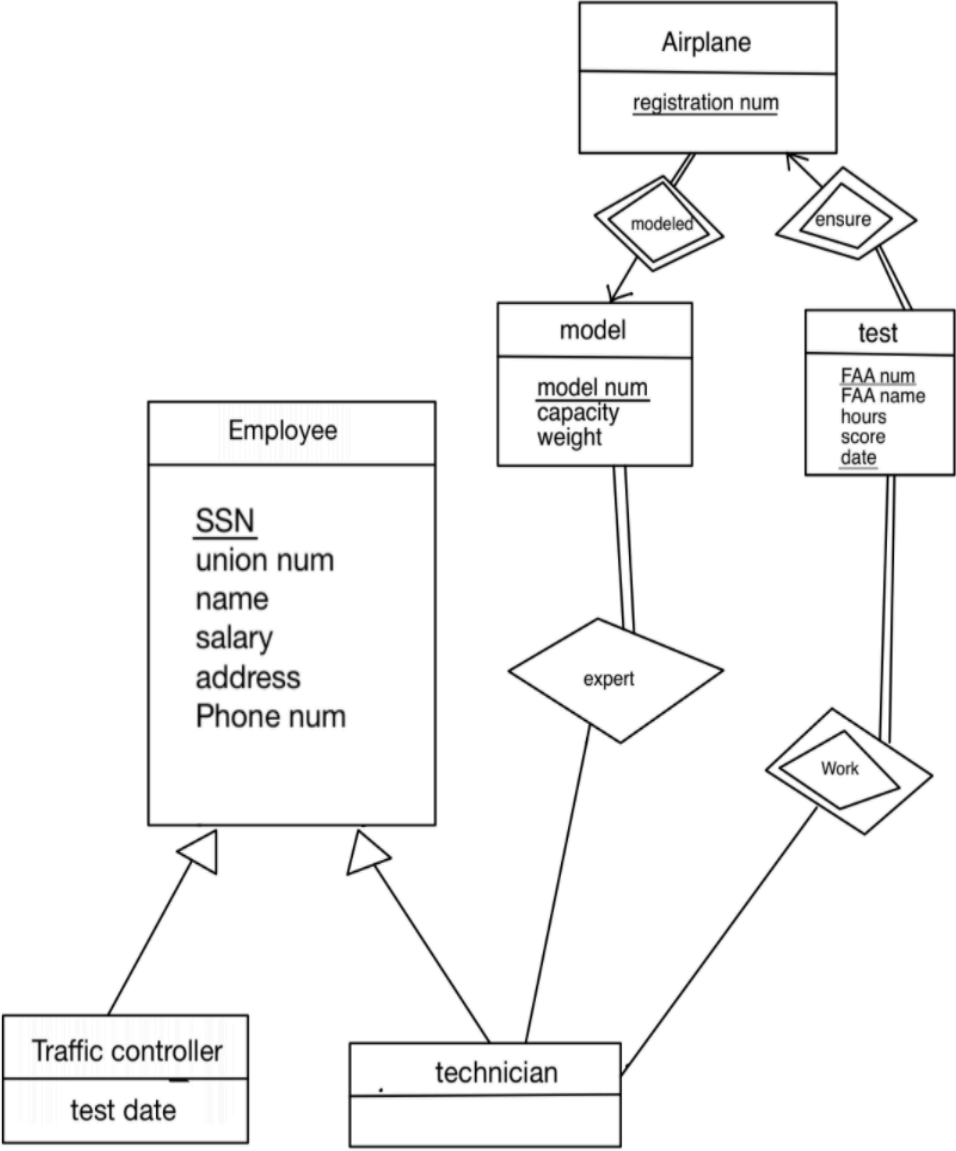 Airplane
registration num
modeled
ensure
model
model num
capacity
weight
test
FAA num
FAA name
hours
score
date
Employee
SSN
union num
name
salary
address
Phone num
expert
Work
Traffic controller
test date
technician